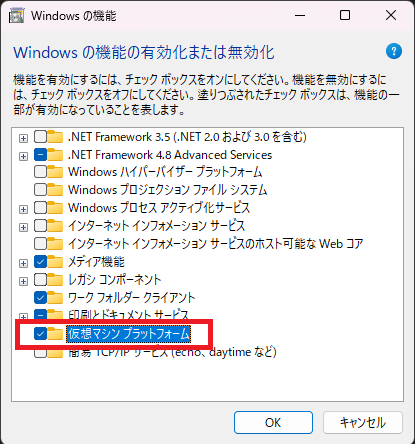 Windows の機能
Windows の機能の有効化または無効化
機能を有効にするには、チェック ボックスをオンにしてください。機能を無効にするに
は、チェック ボックスをオフにしてください。塗りつぶされたチェック ボックスは、機能の一
部が有効になっていることを表します。
.NET Framework 3.5 (.NET 2.0 および 3.0 を含む)
.NET Framework 4.8 Advanced Services
Windows ハイパーバイザー プラットフォーム
Windows プロジェクション ファイル システム
Windows プロセス アクティブ化サービス
インターネット インフォメーション サービス
インターネット インフォメーション サービスのホスト可能な Web コア
メディア機能
レガシ コンポーネント
ワーク フォルダー クライアント
印刷とドキュメント サービス
仮想マシン プラットフォーム
簡易 TCP/IP サービス (echo、daytime など)
OK
キャンセル